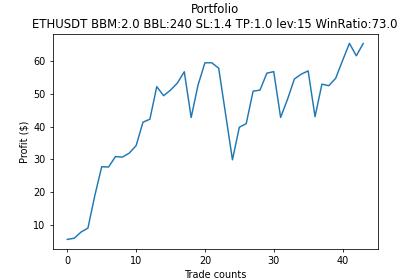 Portfolio
ETHUSDT BBM:2.0 BBL:240 SL:1.4 TP:1.0 lev:15 WinRatio:73.0
Profit ($)
60
50
40
30
20
10
0
10
20
30
40
Trade counts